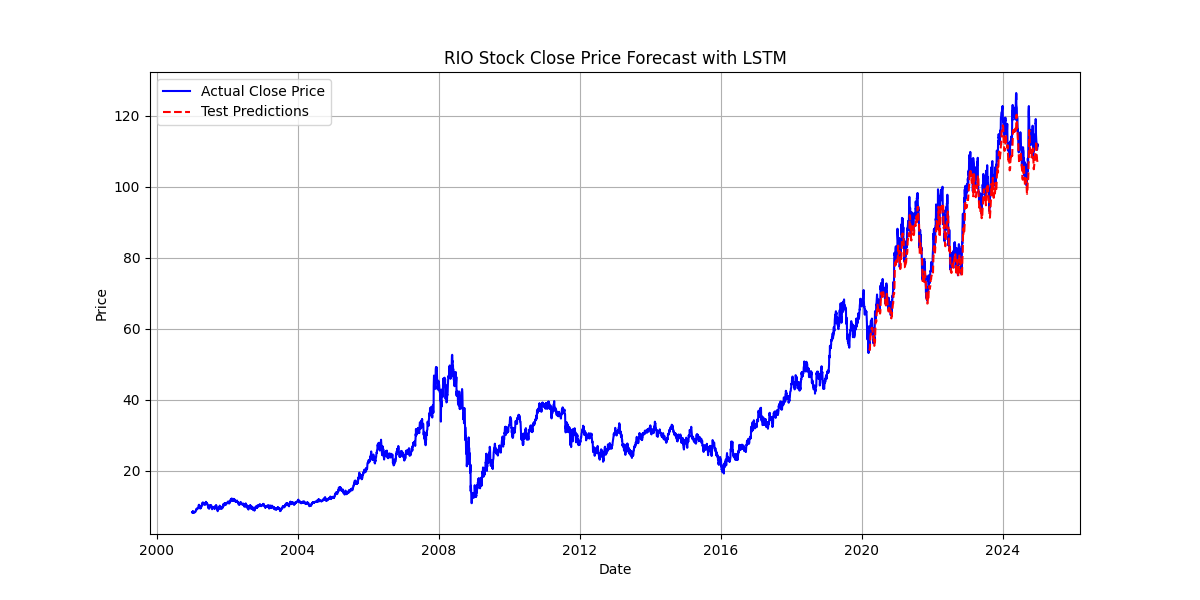 RIO Stock Close Price Forecast with LSTM
Actual Close Price
Test Predictions
120
100
80
60
40
20
Price
2000 2004 2008 2012 2016 2020 2024
Date